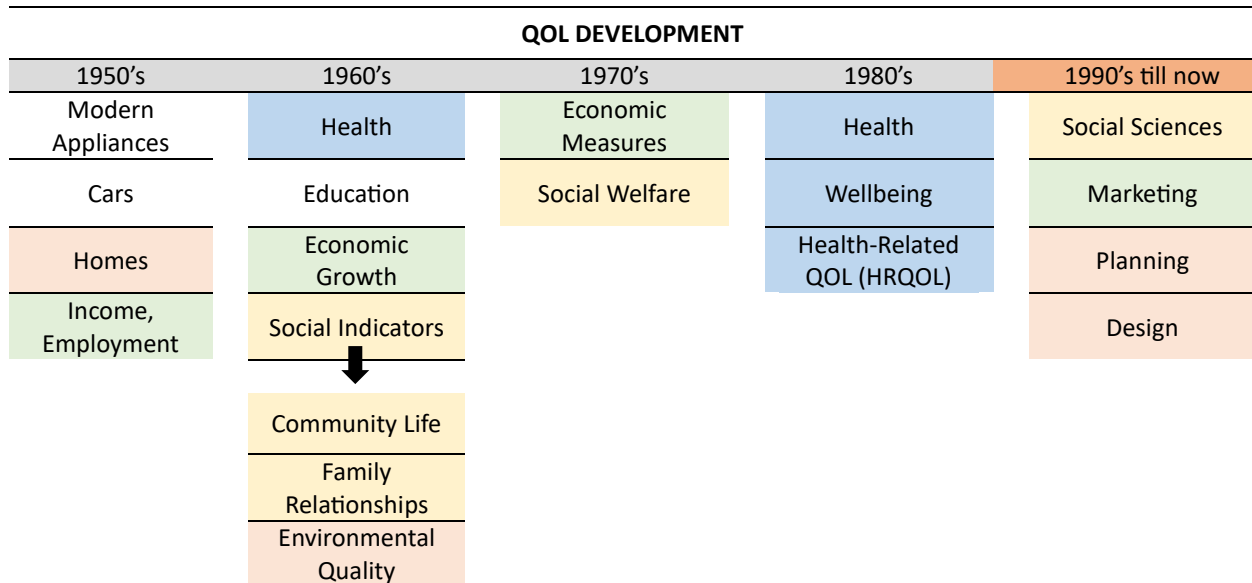 QOL DEVELOPMENT
1950's
1960's
1970's
1980's
1990's till now
Modern
Appliances
Health
Economic
Measures
Health
Social Sciences
Cars
Education
Social Welfare
Wellbeing
Marketing
Homes
Economic
Growth
Health-Related
QOL (HRQOL)
Planning
Income,
Employment
Social Indicators
Design
Community Life
Family
Relationships
Environmental
Quality